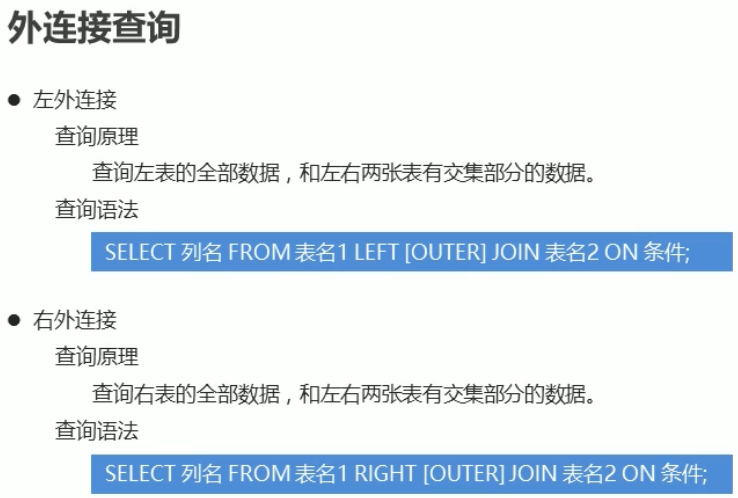 外连接查询
● 左外连接
查询原理
查询左表的全部数据，和左右两张表有交集部分的数据。
查询语法
SELECT 列名 FROM 表名1 LEFT [OUTER] JOIN 表名2 ON 条件;
● 右外连接
查询原理
查询右表的全部数据，和左右两张表有交集部分的数据。
查询语法
SELECT 列名 FROM 表名1 RIGHT [OUTER] JOIN 表名2 ON 条件;